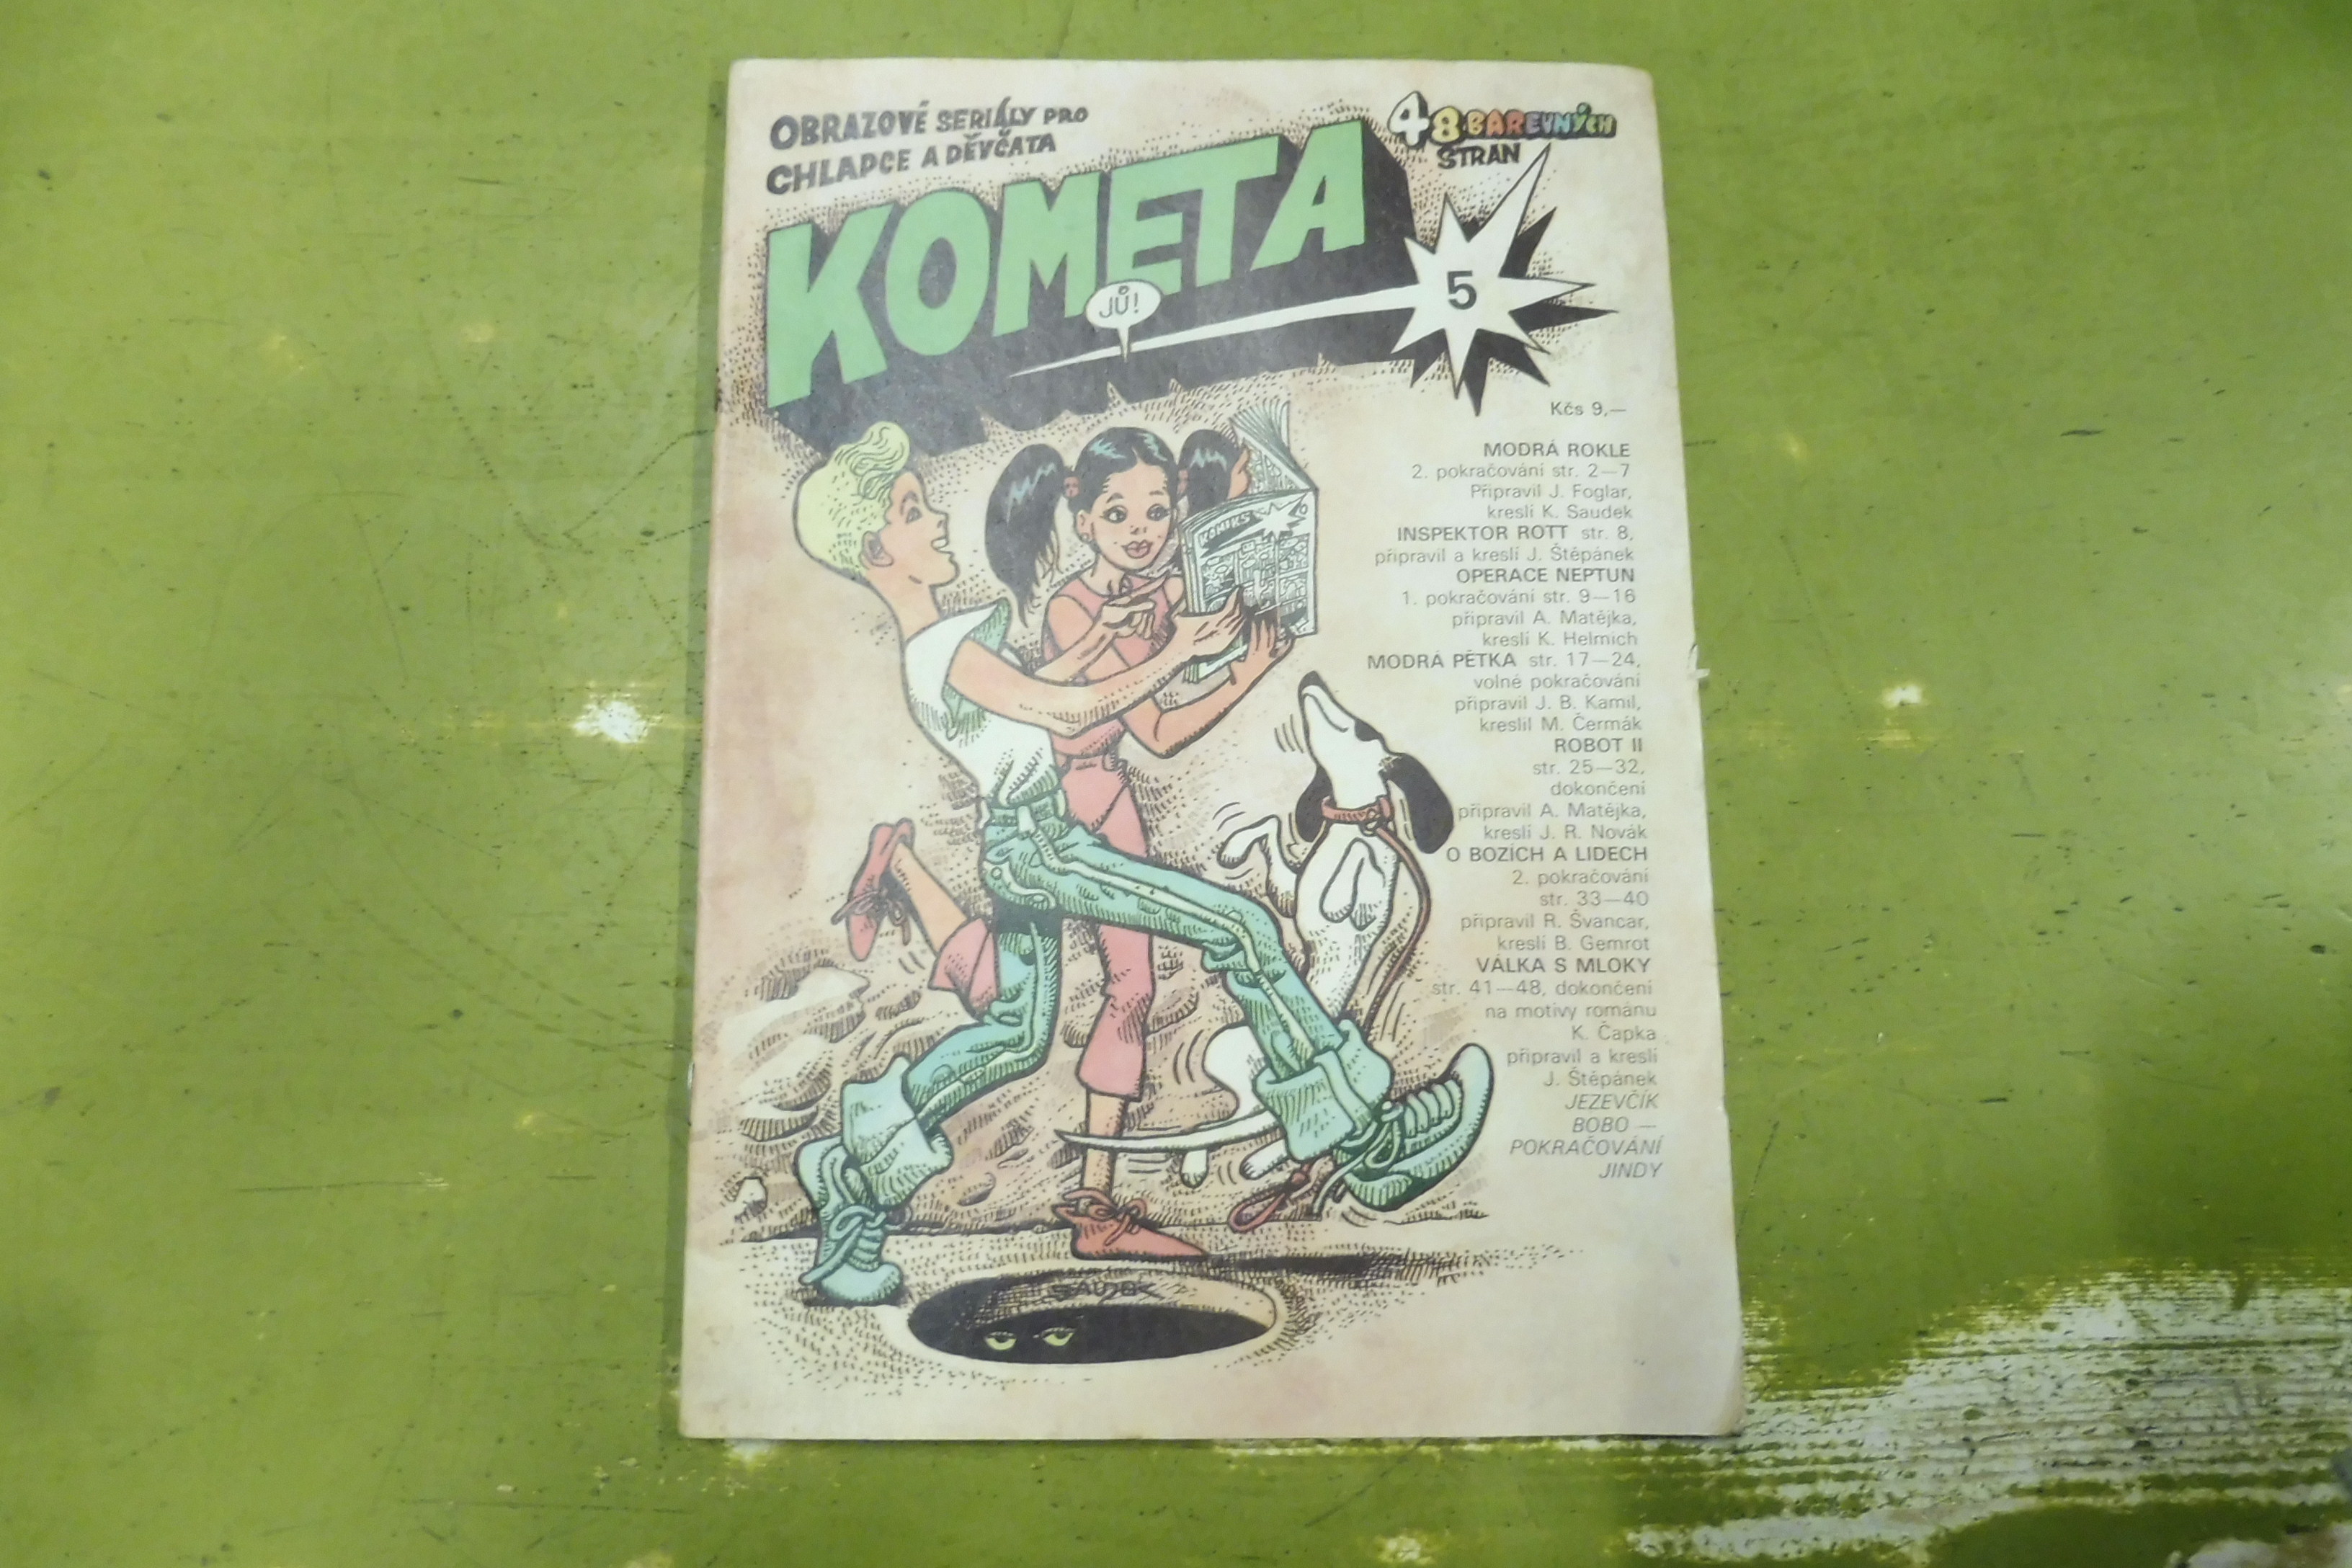 OBRAZOVÉ SERIÁLY PRO
CHLAPCE A DĚVČATA
48 BAREVNÝCH
STRAN
KOMETA
JŮ!
5
Kčs 9,—
MODRÁ ROKLE
2. pokračování str. 2—7
Připravil J. Foglar,
kreslí K. Saudek
INSPEKTOR ROTT str. 8,
připravil a kreslí J. Štěpánek
OPERACE NEPTUN
1. pokračování str. 9—16
připravil A. Matějka,
kreslí K. Helmich
MODRÁ PĚTKA str. 17—24,
volné pokračování
připravil J. B. Kamil,
kreslil M. Čermák
ROBOT II
str. 25—32,
dokončení
připravil A. Matějka,
kreslí J. R. Novák
O BOZÍCH A LIDECH
2. pokračování
str. 33—40
připravil R. Švancar,
kreslí B. Gemrot
VÁLKA S MLOKY
str. 41—48, dokončení
na motivy románu
K. Čapka
připravil a kreslí
J. Štěpánek
JEZEVČÍK
BOBO —
POKRAČOVÁNÍ
JINDY
KOMIKS
SAUDEK